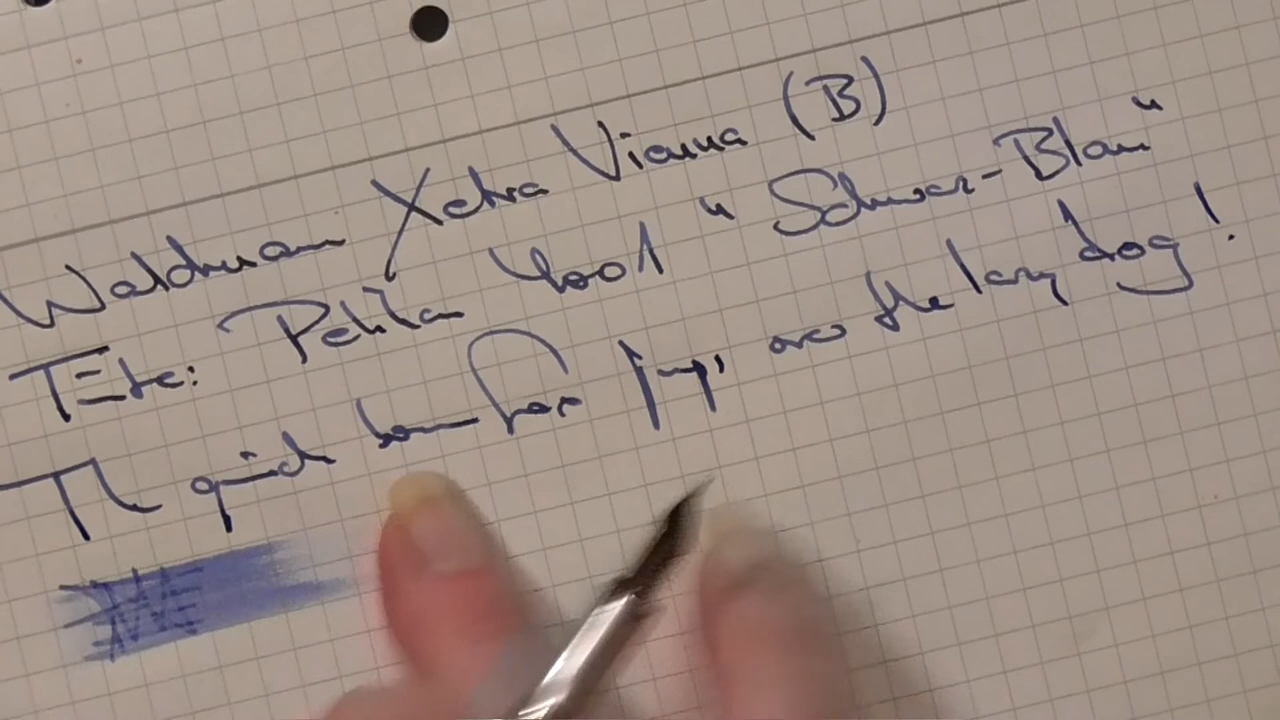 Waldmann Xetra Vienna (B)
Tinte: Pelikan 4001 "Schwarz-Blau"
The quick brown fox jumps over the lazy dog!